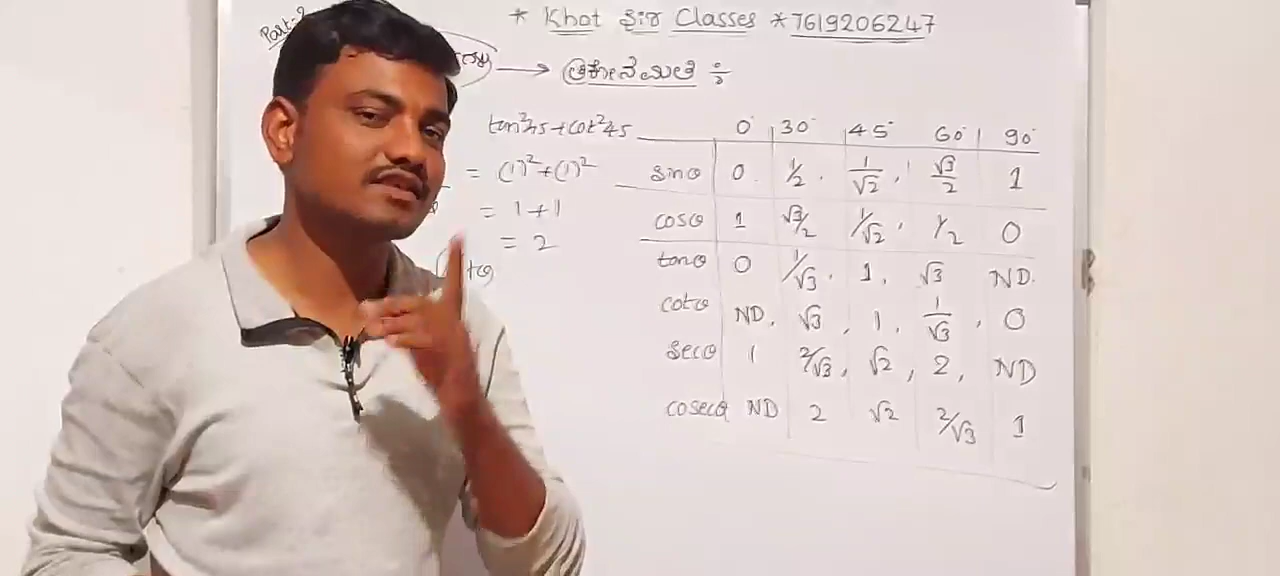 * Khot Sir Classes * 7619206247
Part-2
→ ತ್ರಿಕೋನಮಿತಿ ÷
tan²45+cot²45
= (1)²+(1)²
= 1+1
= 2
0° 30° 45° 60° 90°
sinθ 0. 1/2. 1/√2, √3/2 1
cosθ 1 √3/2 1/√2. 1/2 0
tanθ 0 1/√3. 1. √3 ND.
cotθ ND. √3, 1. 1/√3. 0
secθ 1 2/√3, √2, 2, ND
cosecθ ND 2 √2 2/√3 1